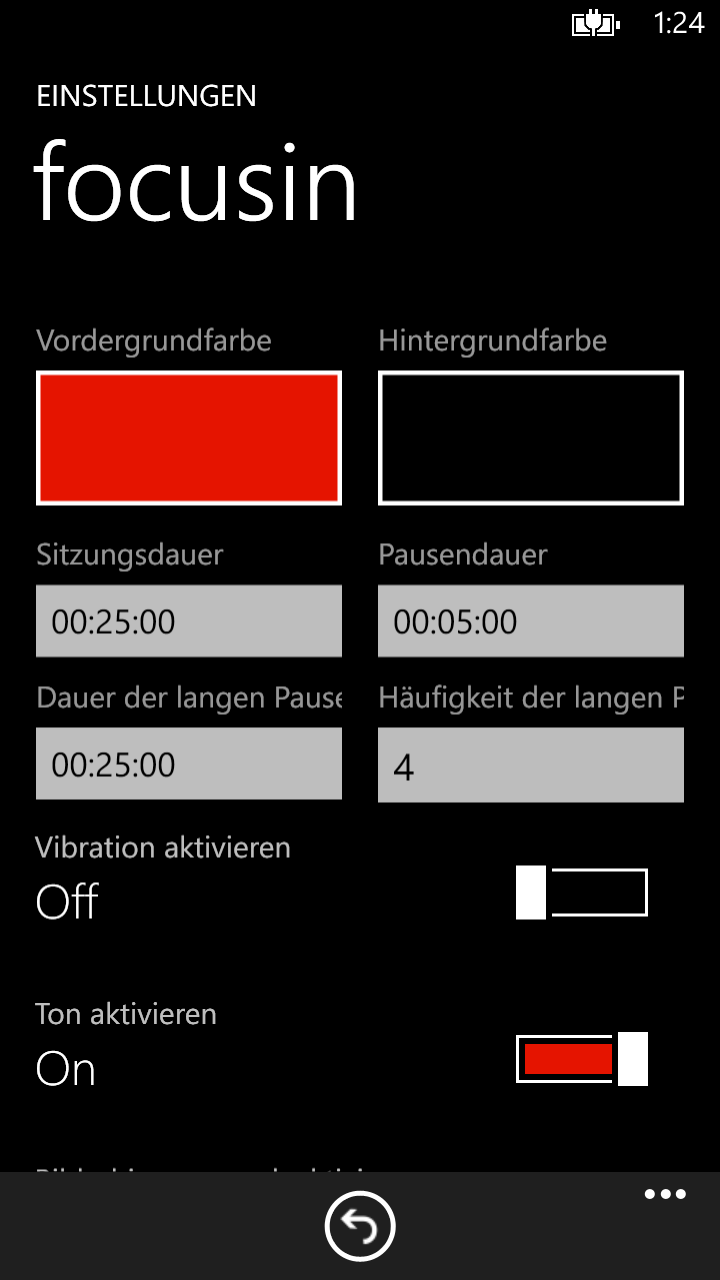 1:24
EINSTELLUNGEN
focusin
Vordergrundfarbe Hintergrundfarbe
Sitzungsdauer Pausendauer
00:25:00 00:05:00
Dauer der langen Pause Häufigkeit der langen P
00:25:00 4
Vibration aktivieren
Off
Ton aktivieren
On